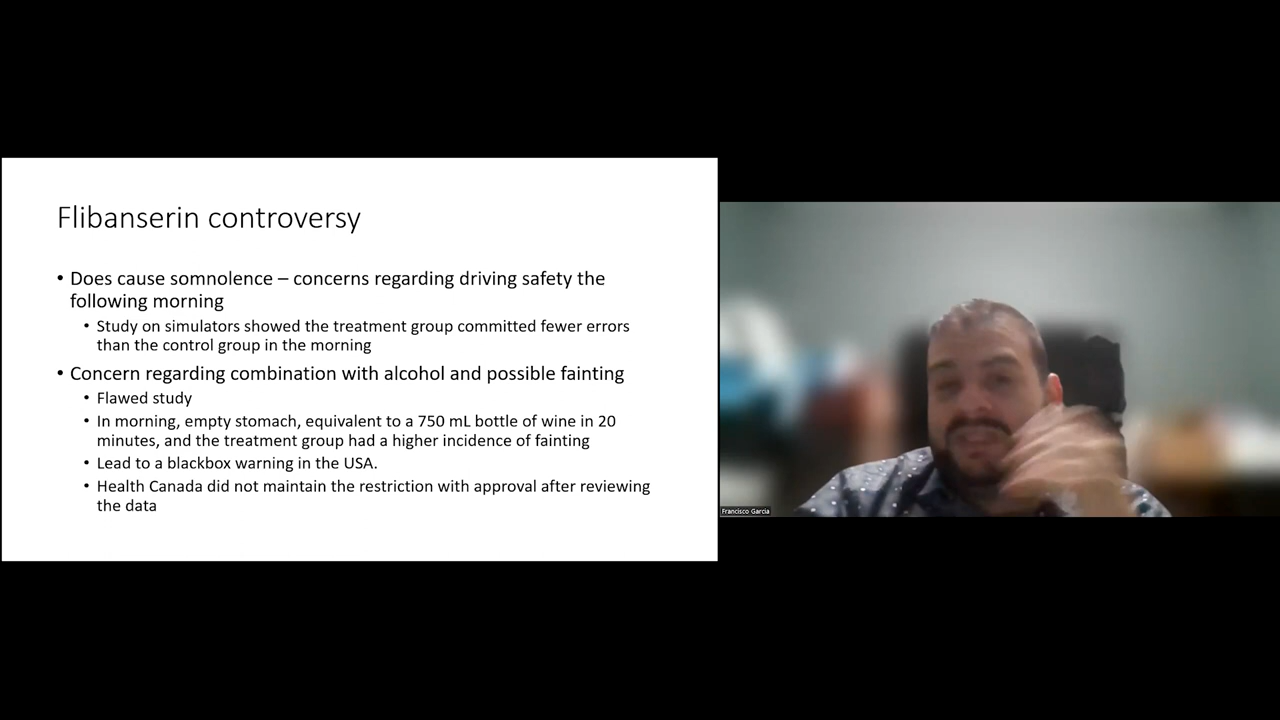 Flibanserin controversy
• Does cause somnolence – concerns regarding driving safety the
following morning
• Study on simulators showed the treatment group committed fewer errors
than the control group in the morning
• Concern regarding combination with alcohol and possible fainting
• Flawed study
• In morning, empty stomach, equivalent to a 750 mL bottle of wine in 20
minutes, and the treatment group had a higher incidence of fainting
• Lead to a blackbox warning in the USA.
• Health Canada did not maintain the restriction with approval after reviewing
the data
Francisco Garcia